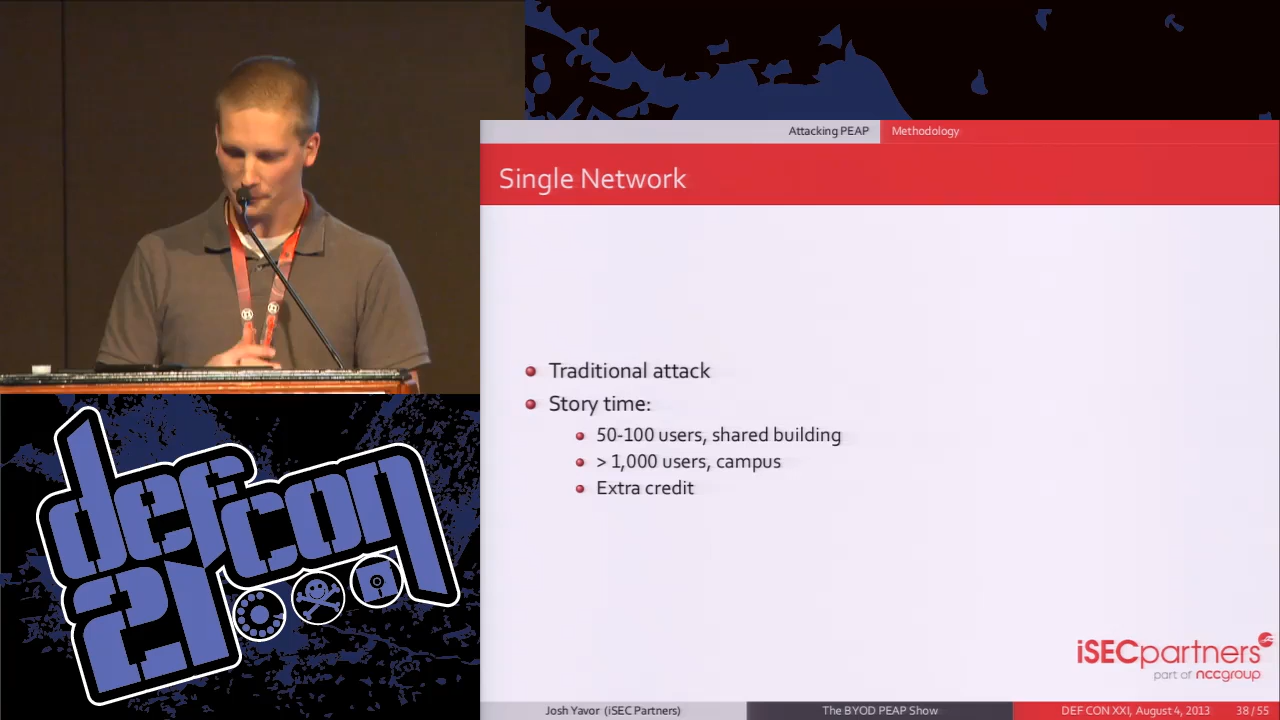 Attacking PEAP Methodology
Single Network
Traditional attack
Story time:
50-100 users, shared building
> 1,000 users, campus
Extra credit
defcon
21
iSECpartners
part of nccgroup
Josh Yavor (iSEC Partners) The BYOD PEAP Show DEF CON XXI, August 4, 2013 38 / 55